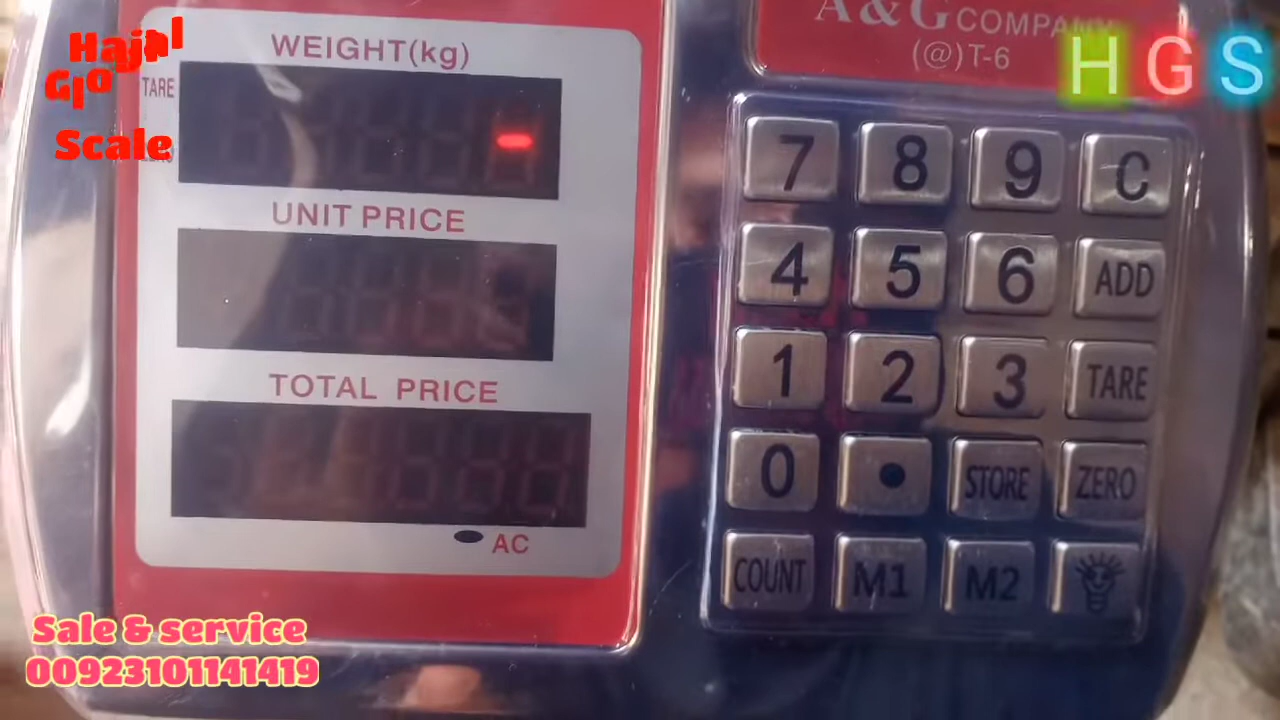 Hajal
Glo
Scale
WEIGHT(kg)
TARE
-
UNIT PRICE
TOTAL PRICE
AC
A&G COMPANY
(@)T-6
HGS
7 8 9 C
4 5 6 ADD
1 2 3 TARE
0 • STORE ZERO
COUNT M1 M2
Sale & service
00923101141419